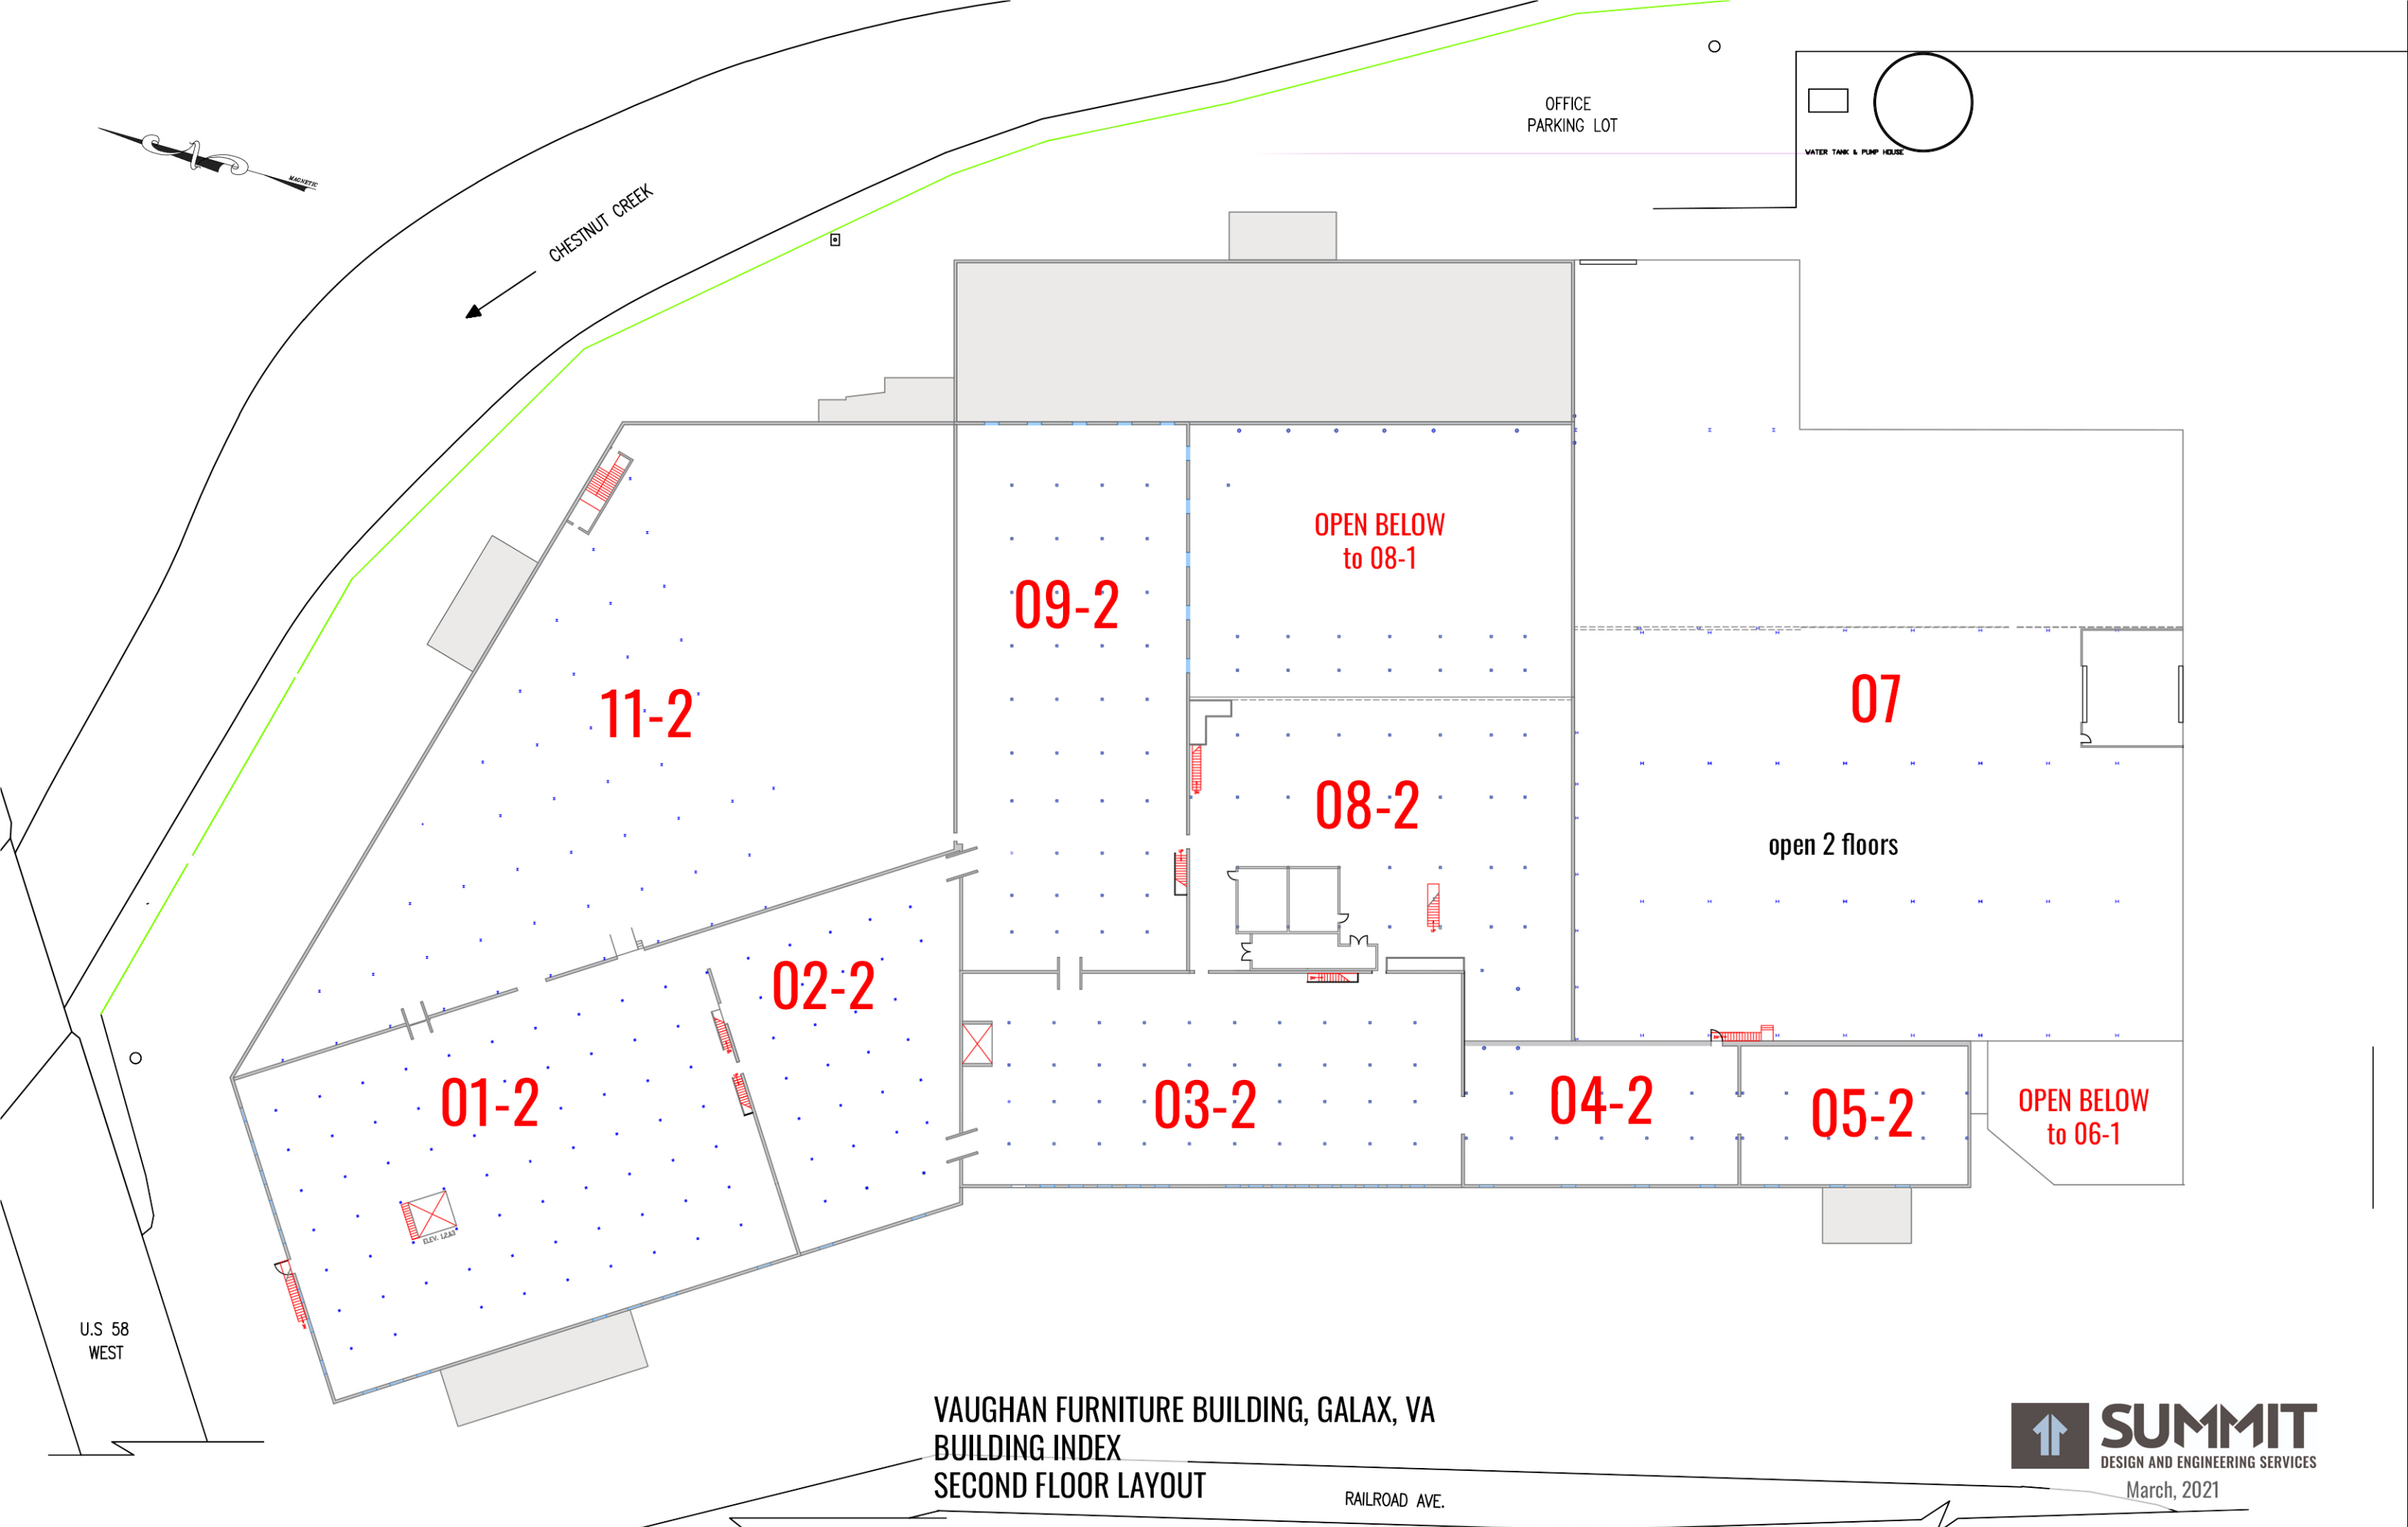 OFFICE
PARKING LOT
WATER TANK & PUMP HOUSE
MAGNETIC
CHESTNUT CREEK
OPEN BELOW
to 08-1
09-2
11-2
07
08-2
open 2 floors
02-2
01-2
03-2
04-2
05-2
OPEN BELOW
to 06-1
U.S 58
WEST
VAUGHAN FURNITURE BUILDING, GALAX, VA
BUILDING INDEX
SECOND FLOOR LAYOUT
RAILROAD AVE.
SUMMIT
DESIGN AND ENGINEERING SERVICES
March, 2021